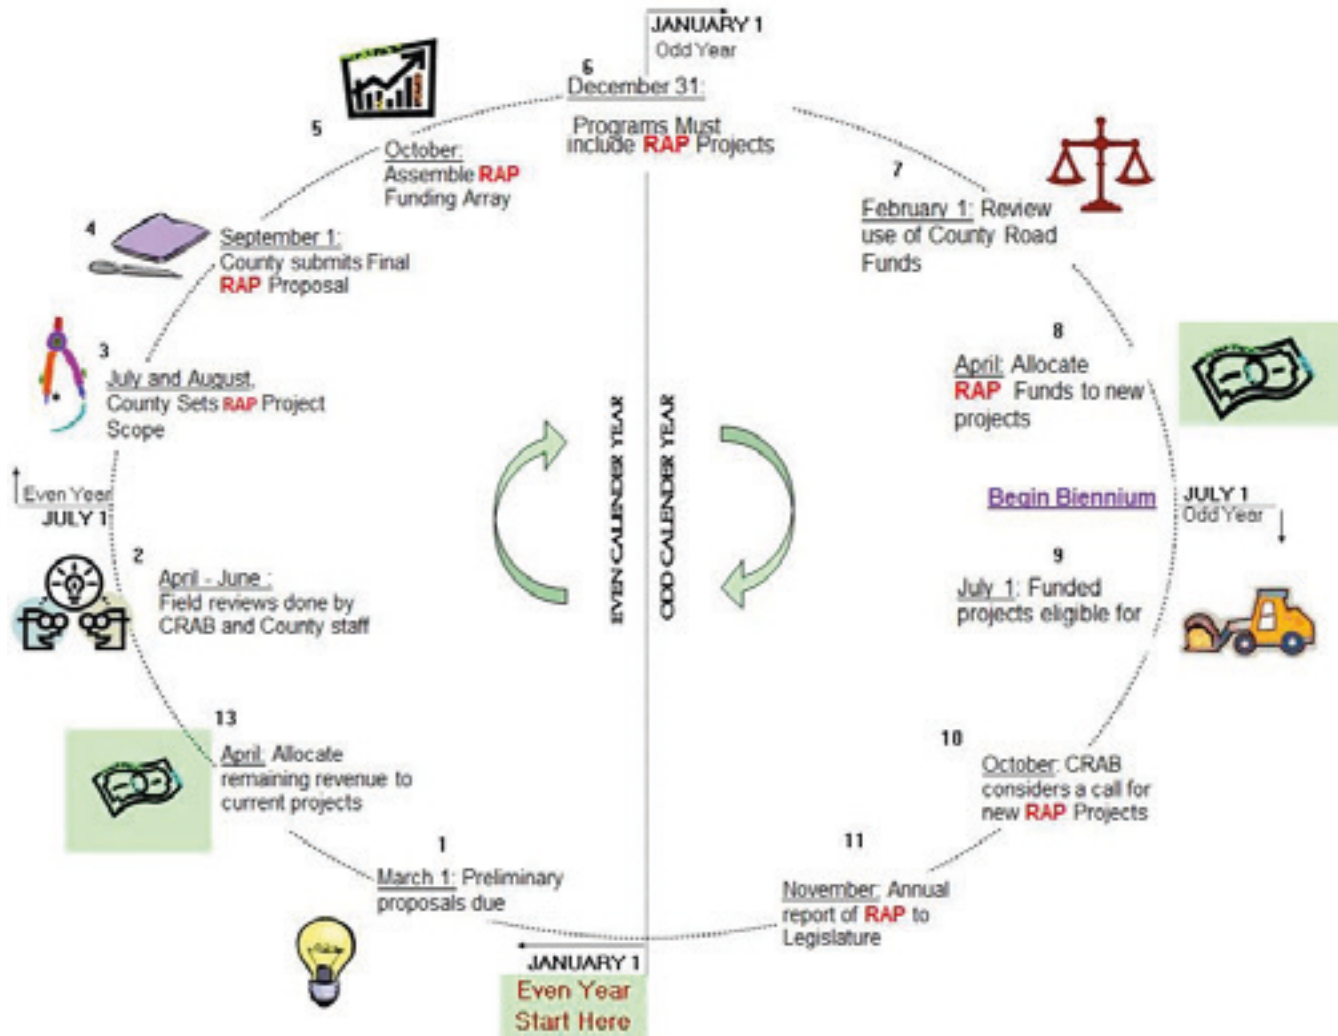 JANUARY 1
Odd Year
6
December 31:
Programs Must
include RAP Projects
5
October:
Assemble RAP
Funding Array
7
February 1: Review
use of County Road
Funds
4
September 1:
County submits Final
RAP Proposal
8
April: Allocate
RAP Funds to new
projects
3
July and August,
County Sets RAP Project
Scope
EVEN CALENDER YEAR
ODD CALENDER YEAR
Even Year
JULY 1
Begin Biennium
JULY 1
Odd Year
2
April - June :
Field reviews done by
CRAB and County staff
9
July 1: Funded
projects eligible for
13
April: Allocate
remaining revenue to
current projects
10
October: CRAB
considers a call for
new RAP Projects
1
March 1: Preliminary
proposals due
11
November: Annual
report of RAP to
Legislature
JANUARY 1
Even Year
Start Here